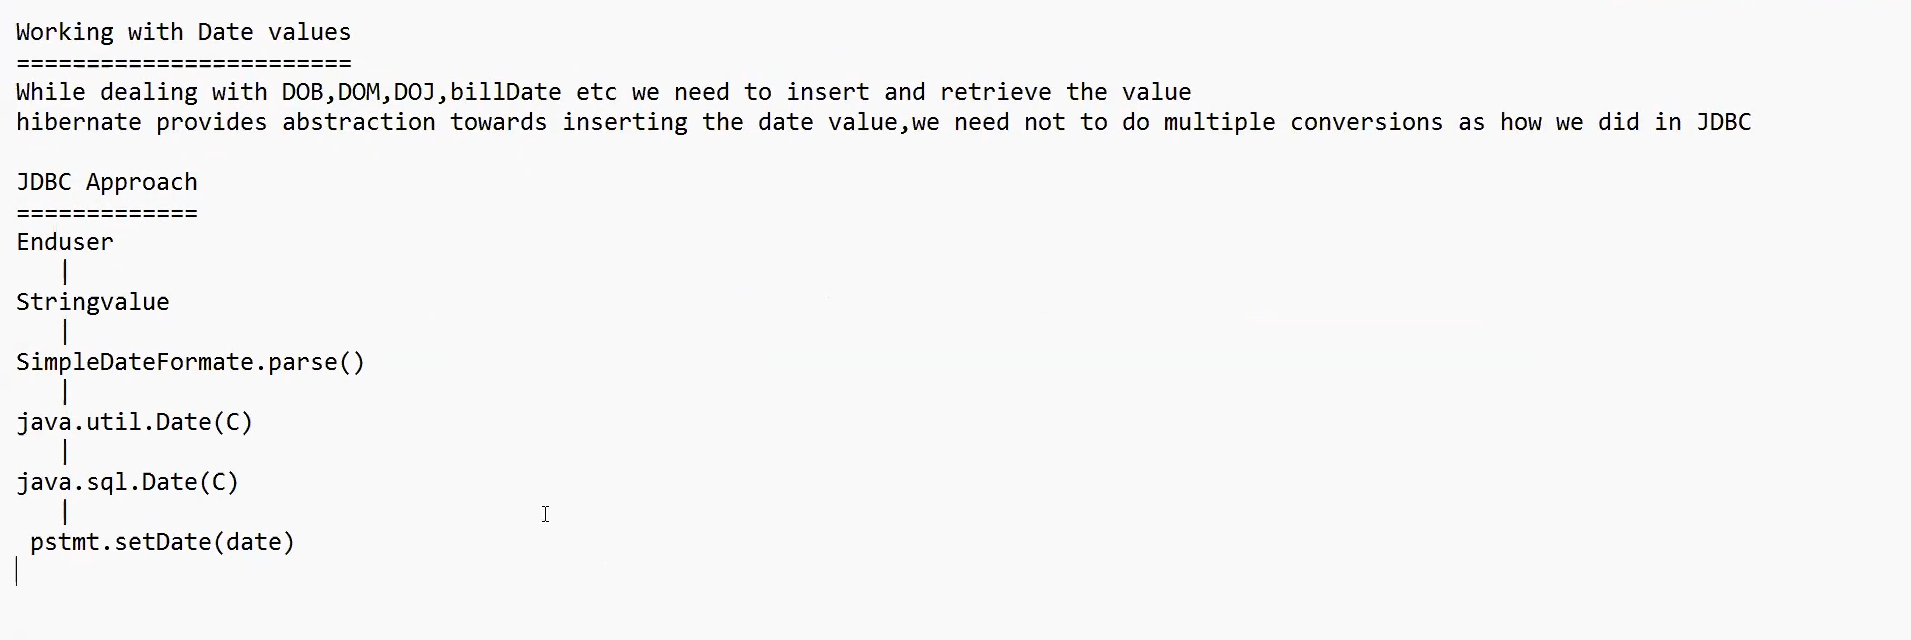 Working with Date values
========================
While dealing with DOB,DOM,DOJ,billDate etc we need to insert and retrieve the value
hibernate provides abstraction towards inserting the date value,we need not to do multiple conversions as how we did in JDBC
JDBC Approach
=============
Enduser
|
Stringvalue
|
SimpleDateFormate.parse()
|
java.util.Date(C)
|
java.sql.Date(C)
|
pstmt.setDate(date)